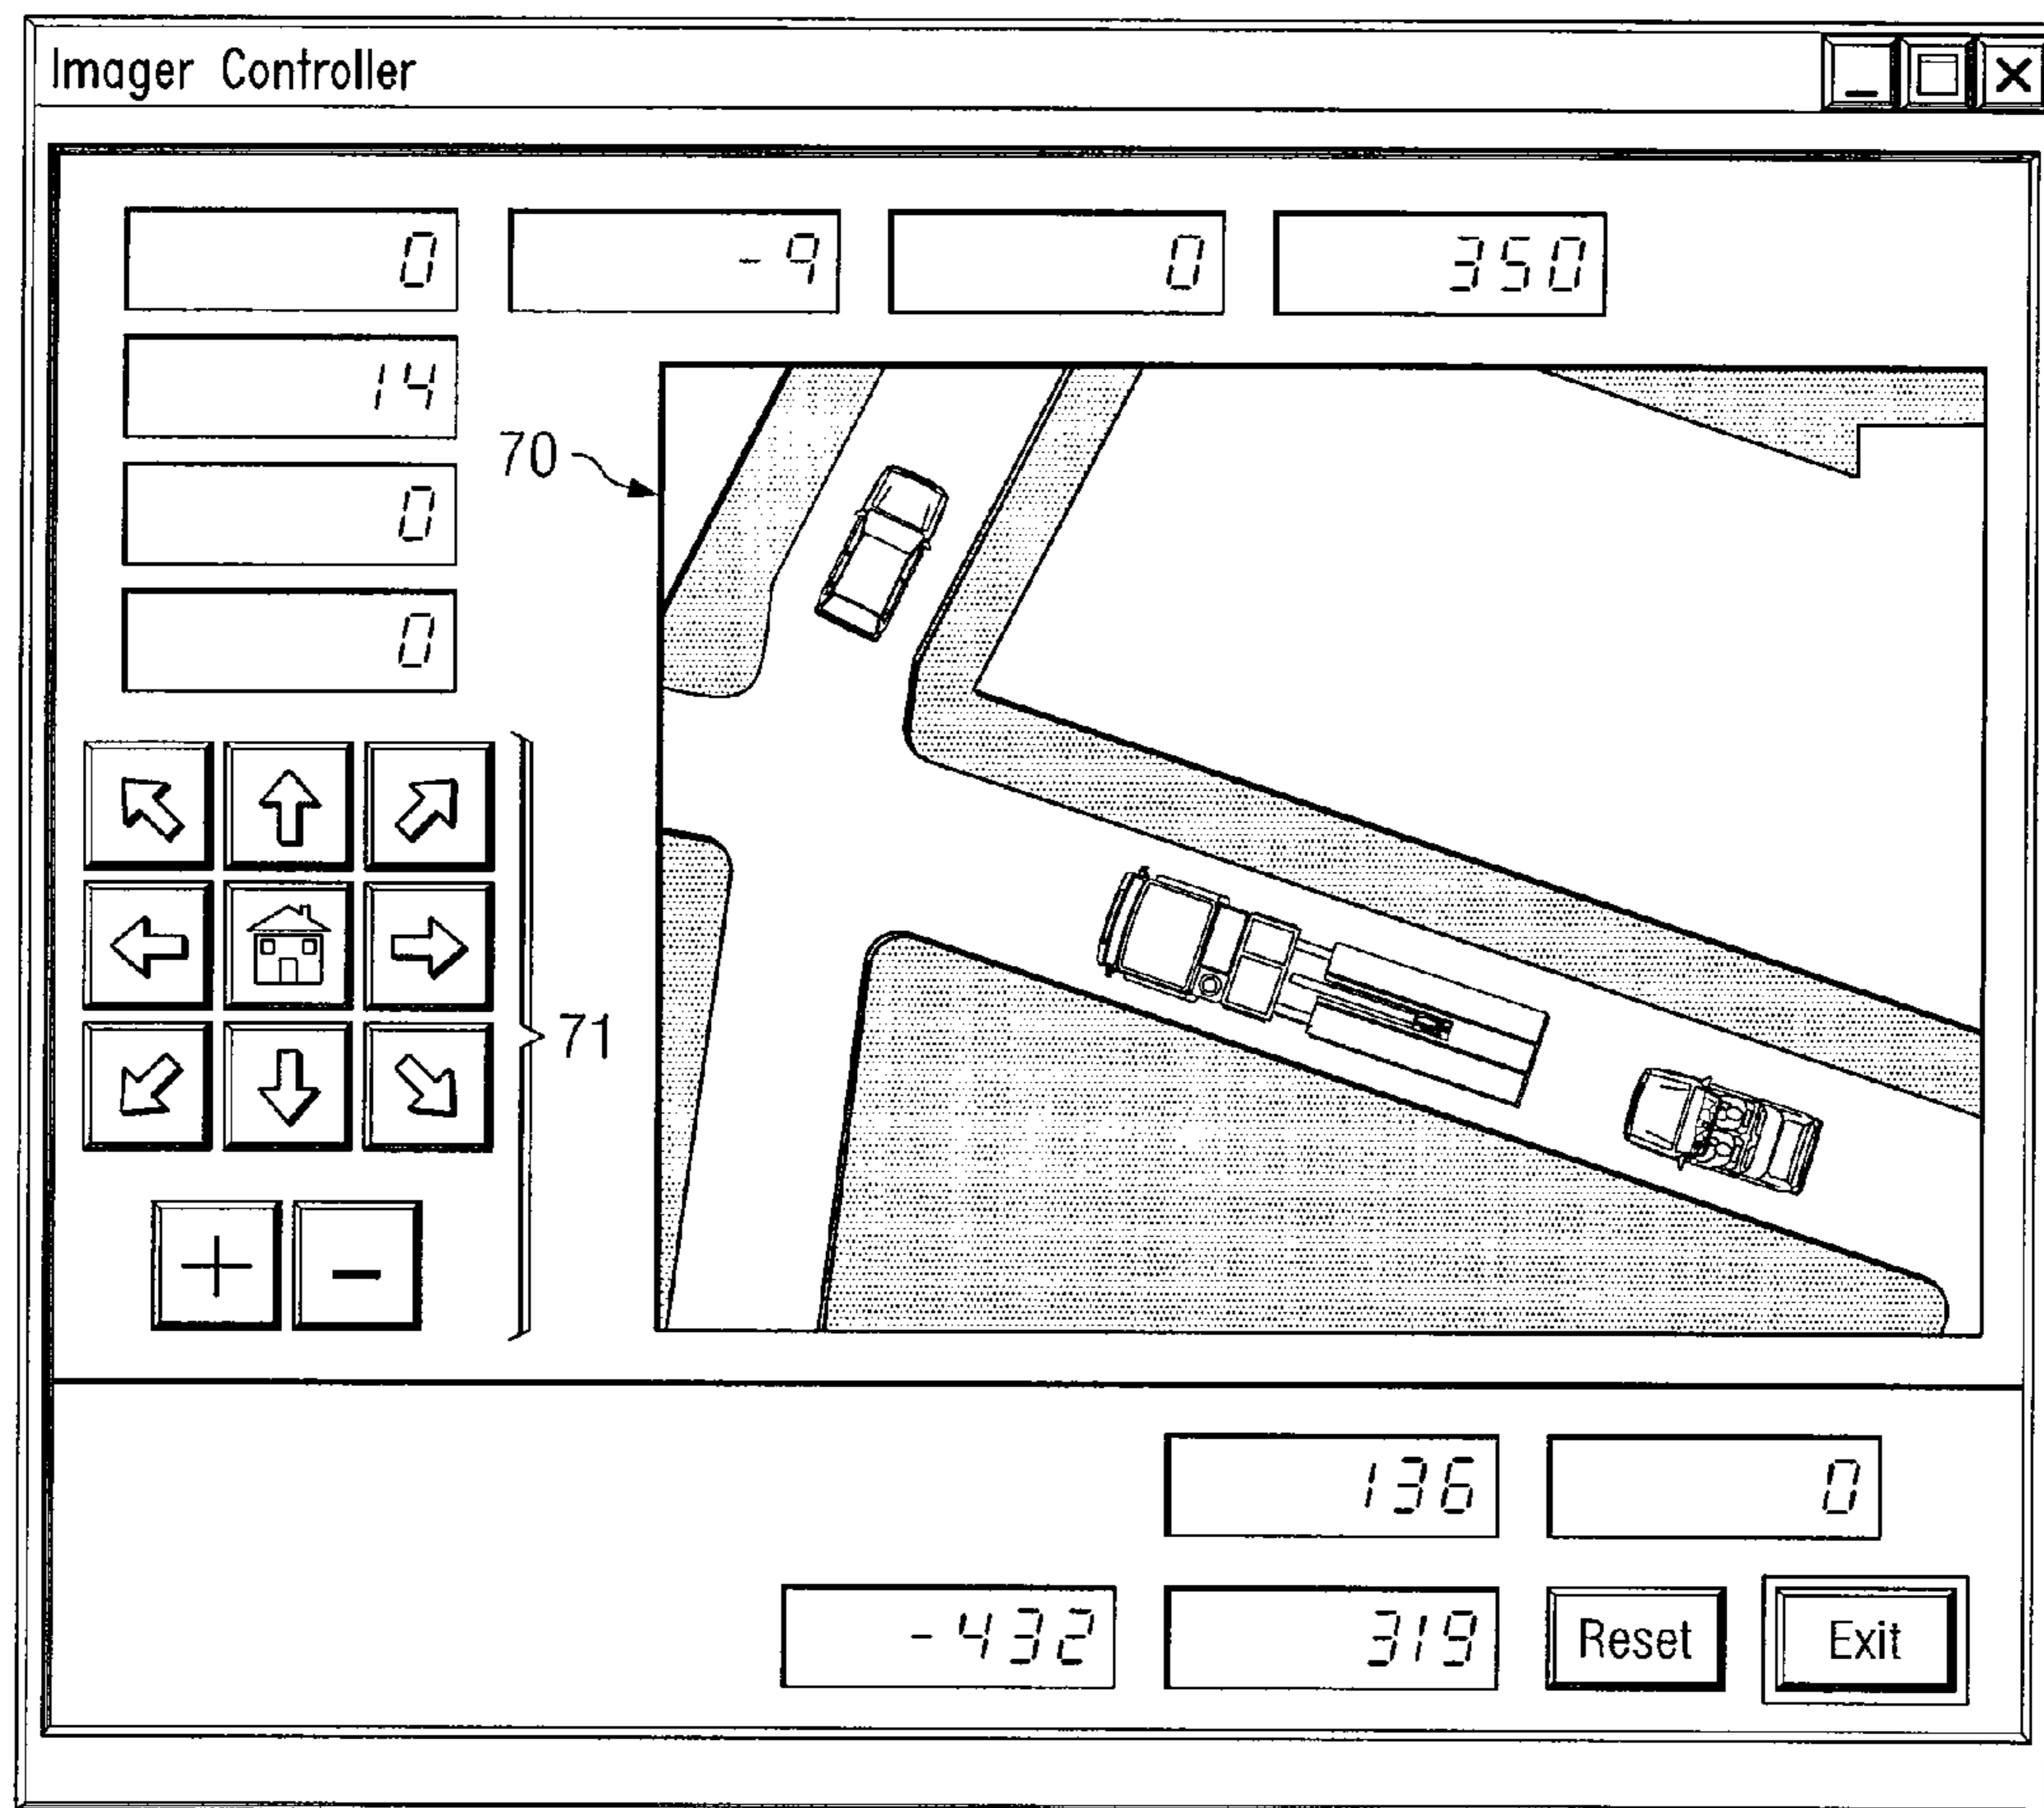 Imager Controller
0 -9 0 350
14
70
0
0
71
+ -
136 0
-432 319 Reset Exit